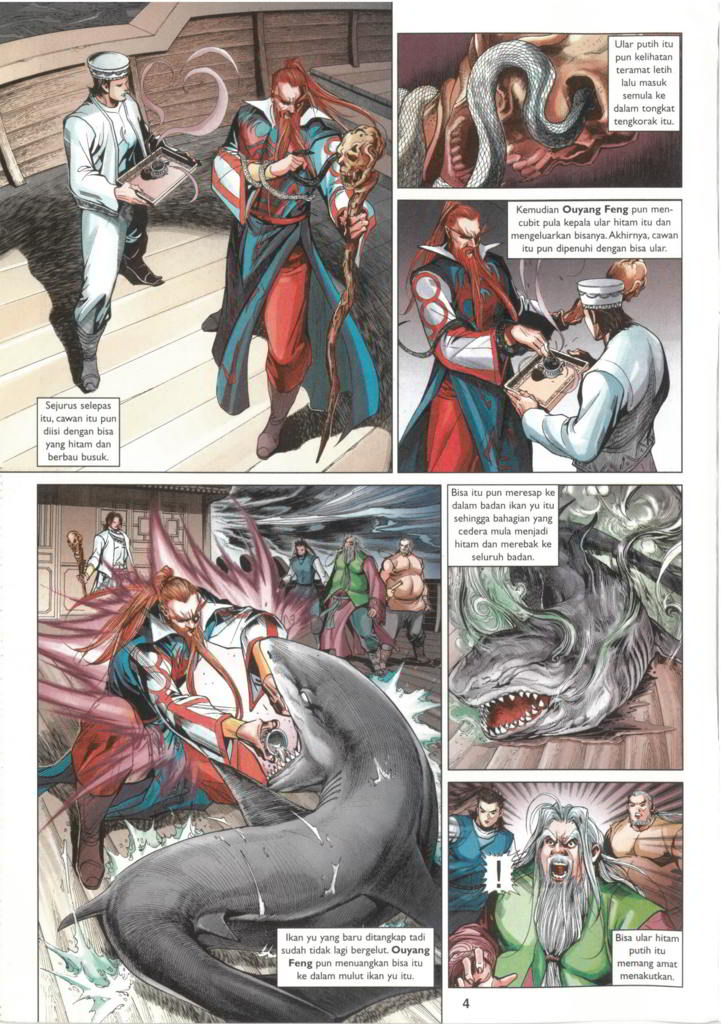 Sejurus selepas
itu, cawan itu pun
diisi dengan bisa
yang hitam dan
berbau busuk.
Ular putih itu
pun kelihatan
teramat letih
lalu masuk
semula ke
dalam tongkat
tengkorak itu.
Kemudian Ouyang Feng pun men-
cubit pula kepala ular hitam itu dan
mengeluarkan bisanya. Akhirnya, cawan
itu pun dipenuhi dengan bisa ular.
Ikan yu yang baru ditangkap tadi
sudah tidak lagi bergelut. Ouyang
Feng pun menuangkan bisa itu
ke dalam mulut ikan yu itu.
Bisa itu pun meresap ke
dalam badan ikan yu itu
sehingga bahagian yang
cedera mula menjadi
hitam dan merebak ke
seluruh badan.
!
Bisa ular hitam
putih itu
memang amat
menakutkan.
4